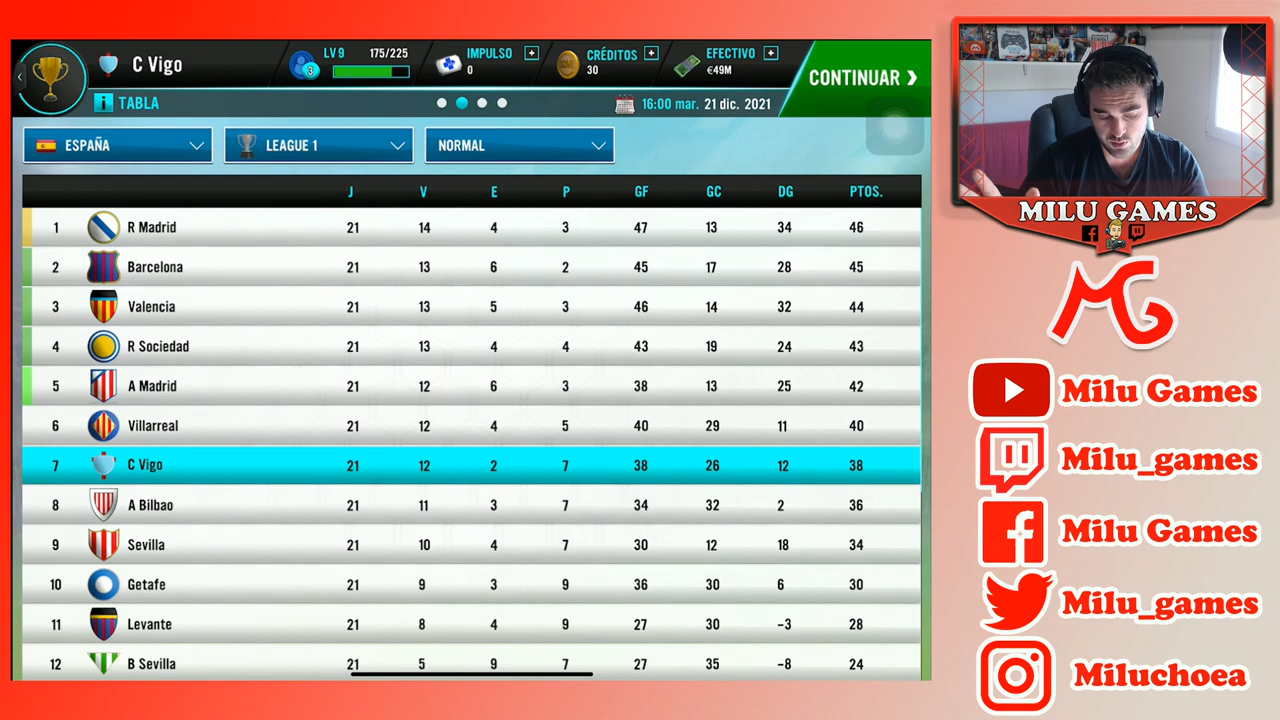 C Vigo
LV 9 175/225
3
IMPULSO +
0
CRÉDITOS +
30
EFECTIVO +
€49M
CONTINUAR
i TABLA
16:00 mar. 21 dic. 2021
ESPAÑA
LEAGUE 1
NORMAL
J V E P GF GC DG PTOS.
1 R Madrid 21 14 4 3 47 13 34 46
2 Barcelona 21 13 6 2 45 17 28 45
3 Valencia 21 13 5 3 46 14 32 44
4 R Sociedad 21 13 4 4 43 19 24 43
5 A Madrid 21 12 6 3 38 13 25 42
6 Villarreal 21 12 4 5 40 29 11 40
7 C Vigo 21 12 2 7 38 26 12 38
8 A Bilbao 21 11 3 7 34 32 2 36
9 Sevilla 21 10 4 7 30 12 18 34
10 Getafe 21 9 3 9 36 30 6 30
11 Levante 21 8 4 9 27 30 -3 28
12 B Sevilla 21 5 9 7 27 35 -8 24
MILU GAMES
MG
Milu Games
Milu_games
Milu Games
Milu_games
Miluchoea